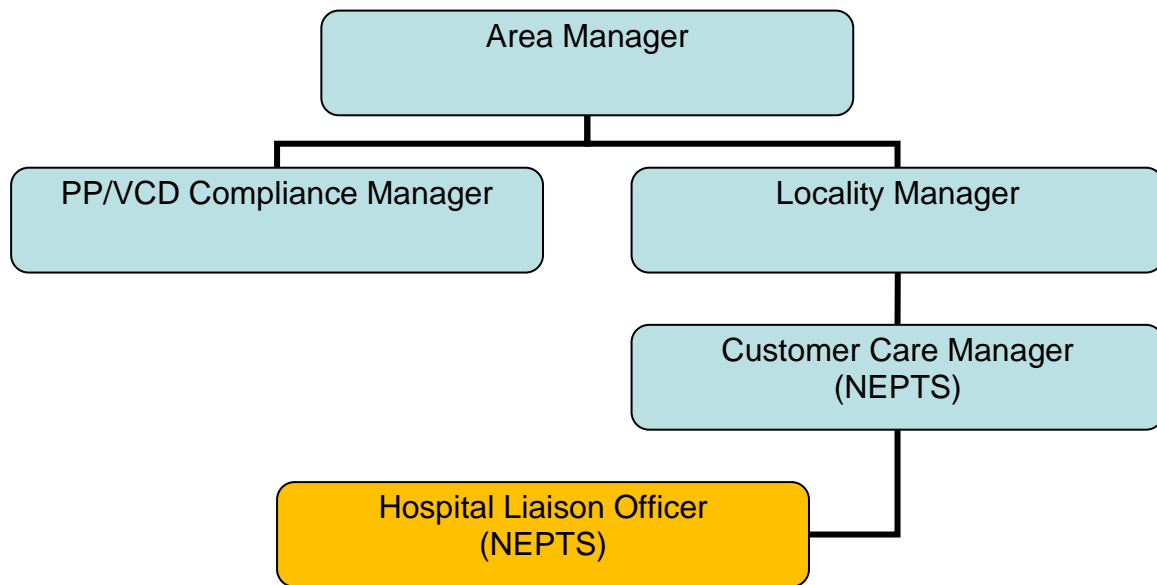 Area Manager
PP/VCD Compliance Manager
Locality Manager
Customer Care Manager
(NEPTS)
Hospital Liaison Officer
(NEPTS)